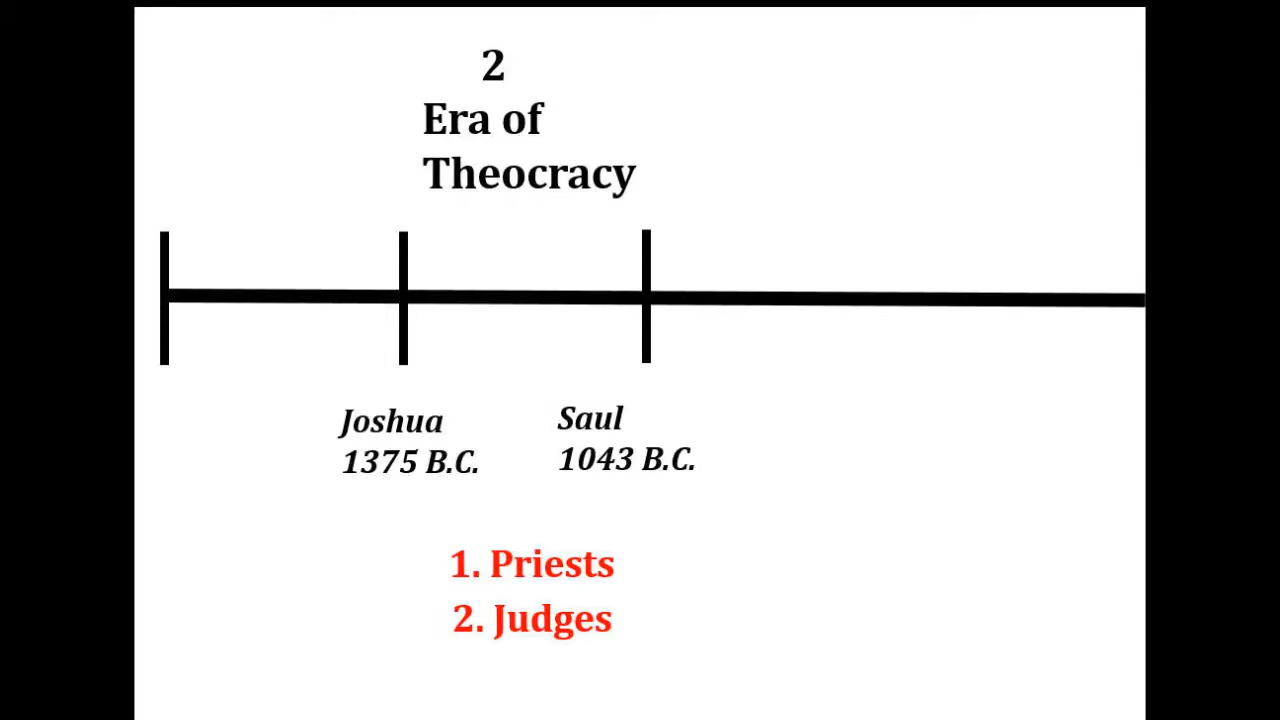 2
Era of
Theocracy
Joshua
1375 B.C.
Saul
1043 B.C.
1. Priests
2. Judges